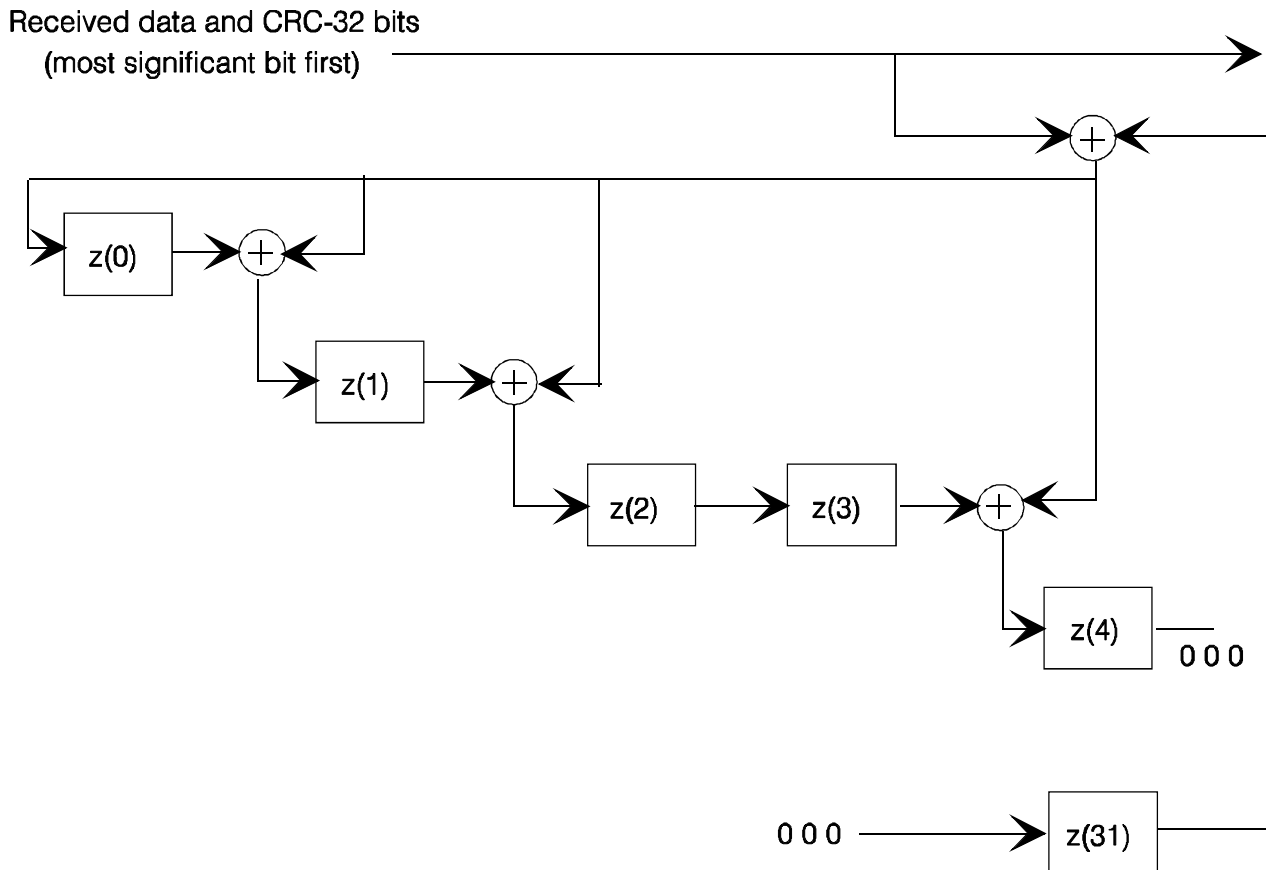 Received data and CRC-32 bits
(most significant bit first)
z(0)
z(1)
z(2)
z(3)
z(4)
0 0 0
0 0 0
z(31)